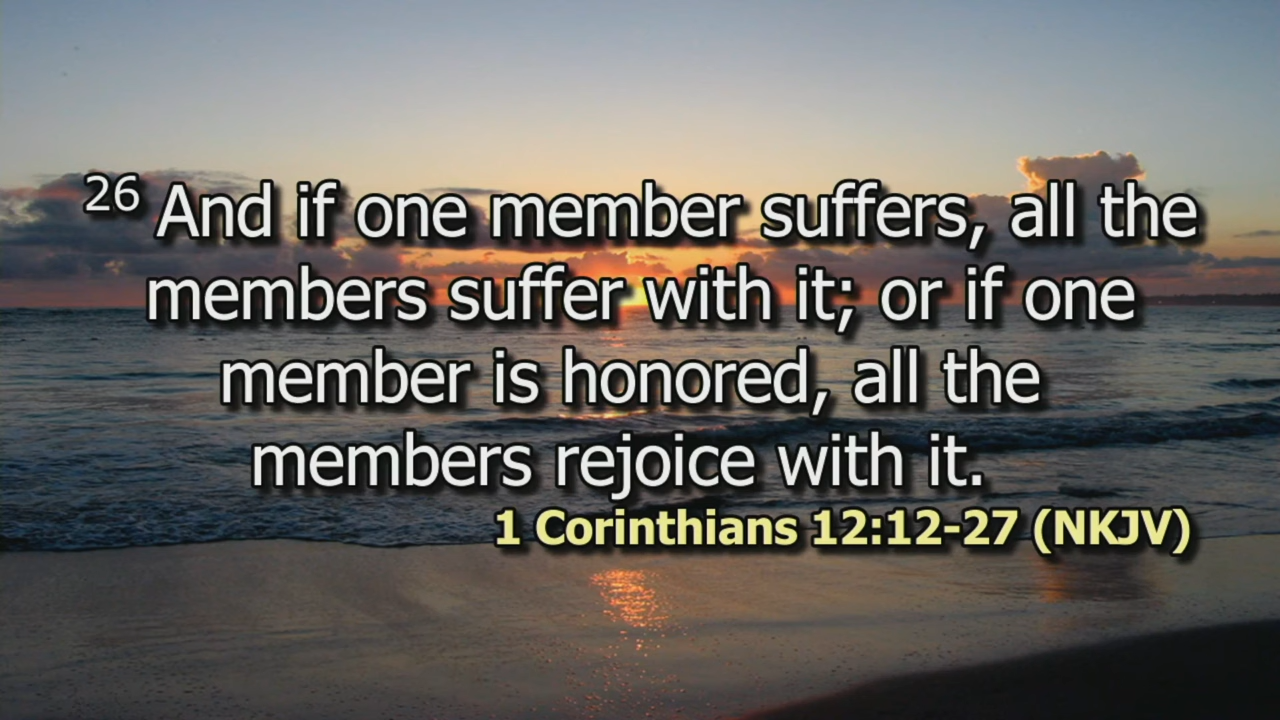 26 And if one member suffers, all the
members suffer with it; or if one
member is honored, all the
members rejoice with it.
1 Corinthians 12:12-27 (NKJV)